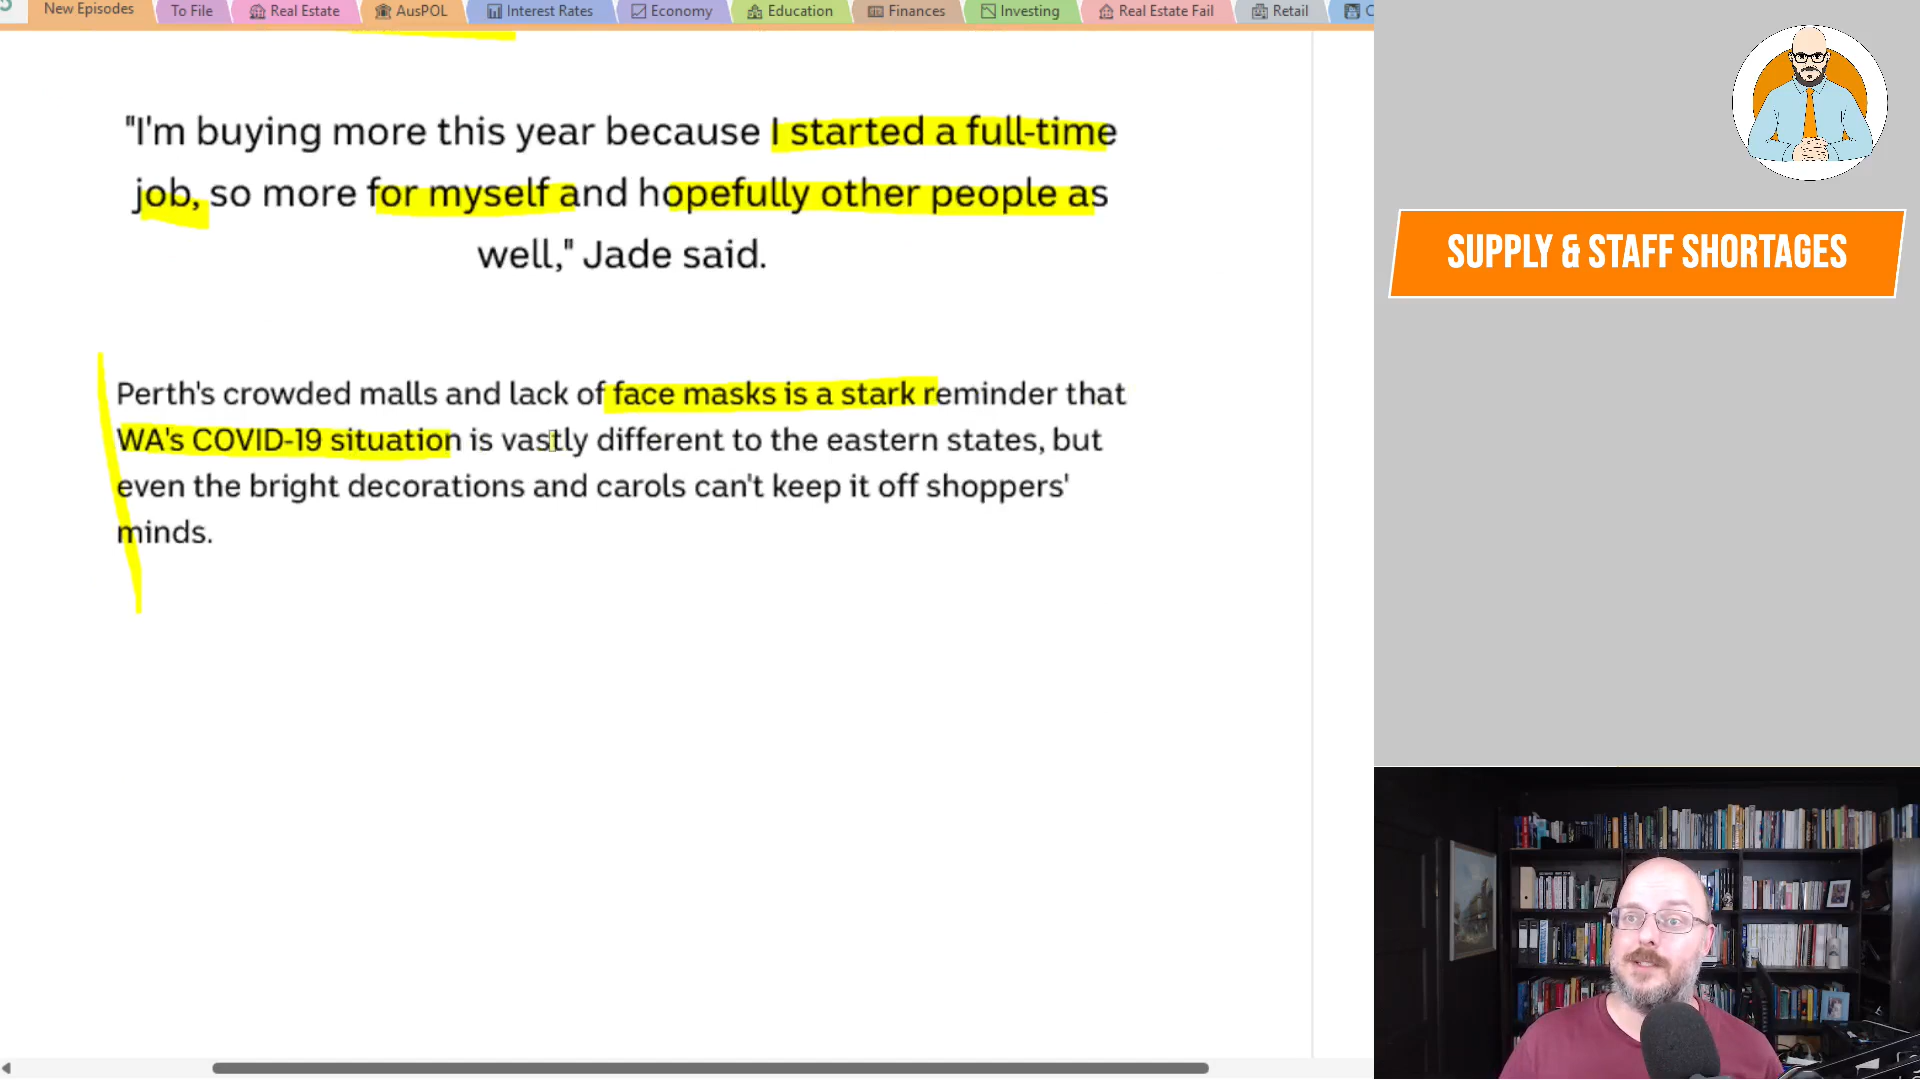 New Episodes
To File
Real Estate
AusPOL
Interest Rates
Economy
Education
Finances
Investing
Real Estate Fail
Retail
"I'm buying more this year because I started a full-time
job, so more for myself and hopefully other people as
well," Jade said.
SUPPLY & STAFF SHORTAGES
Perth's crowded malls and lack of face masks is a stark reminder that
WA's COVID-19 situation is vastly different to the eastern states, but
even the bright decorations and carols can't keep it off shoppers'
minds.